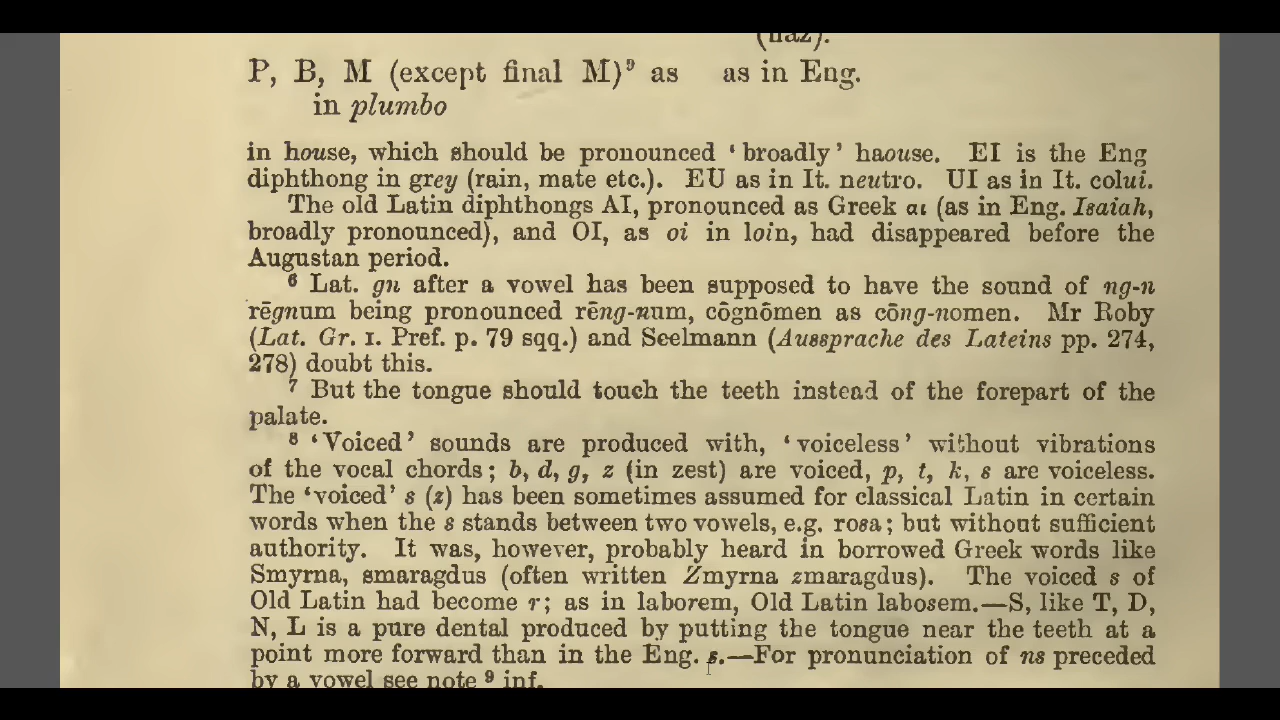 (naz).
P, B, M (except final M)⁹ as as in Eng.
in plumbo
in house, which should be pronounced ‘broadly’ haouse. EI is the Eng
diphthong in grey (rain, mate etc.). EU as in It. neutro. UI as in It. colui.
The old Latin diphthongs AI, pronounced as Greek αι (as in Eng. Isaiah,
broadly pronounced), and OI, as oi in loin, had disappeared before the
Augustan period.
⁶ Lat. gn after a vowel has been supposed to have the sound of ng-n
rēgnum being pronounced rēng-num, cōgnōmen as cōng-nomen. Mr Roby
(Lat. Gr. I. Pref. p. 79 sqq.) and Seelmann (Aussprache des Lateins pp. 274,
278) doubt this.
⁷ But the tongue should touch the teeth instead of the forepart of the
palate.
⁸ ‘Voiced’ sounds are produced with, ‘voiceless’ without vibrations
of the vocal chords; b, d, g, z (in zest) are voiced, p, t, k, s are voiceless.
The ‘voiced’ s (z) has been sometimes assumed for classical Latin in certain
words when the s stands between two vowels, e.g. rosa; but without sufficient
authority. It was, however, probably heard in borrowed Greek words like
Smyrna, smaragdus (often written Zmyrna zmaragdus). The voiced s of
Old Latin had become r; as in laborem, Old Latin labosem.—S, like T, D,
N, L is a pure dental produced by putting the tongue near the teeth at a
point more forward than in the Eng. s.—For pronunciation of ns preceded
by a vowel see note ⁹ inf.